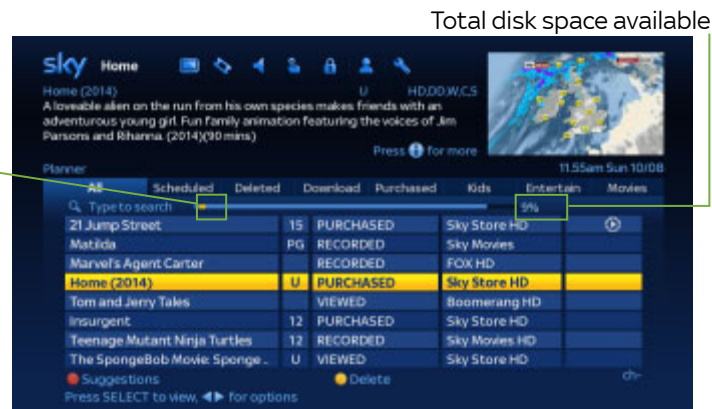 Total disk space available
sky Home
Home (2014) U HD,DD,W,CS
A loveable alien on the run from his own species makes friends with an
adventurous young girl. Fun family animation featuring the voices of Jim
Parsons and Rihanna. (2014)(90 mins)
Press i for more
Planner 11.55am Sun 10/08
All Scheduled Deleted Download Purchased Kids Entertain Movies
Type to search 9%
21 Jump Street 15 PURCHASED Sky Store HD
Matilda PG RECORDED Sky Movies
Marvel's Agent Carter RECORDED FOX HD
Home (2014) U PURCHASED Sky Store HD
Tom and Jerry Tales VIEWED Boomerang HD
Insurgent 12 PURCHASED Sky Store HD
Teenage Mutant Ninja Turtles 12 RECORDED Sky Movies HD
The SpongeBob Movie: Sponge.. U VIEWED Sky Store HD
Suggestions Delete ch-
Press SELECT to view, ◄► for options